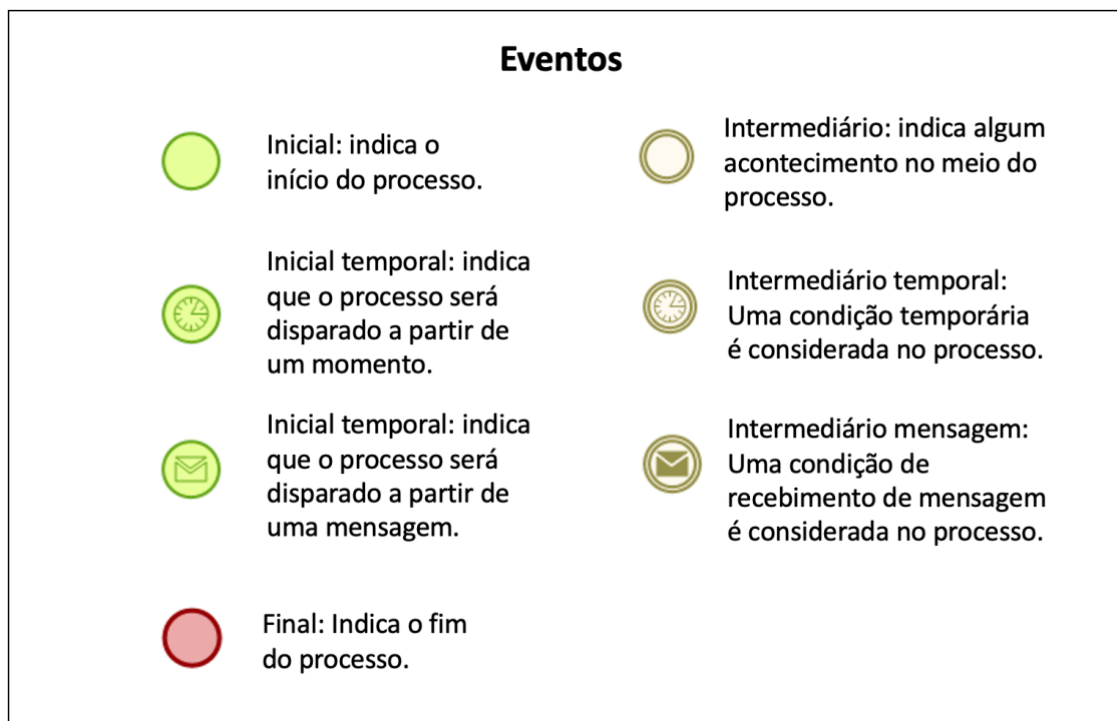 Eventos
Inicial: indica o
início do processo.
Intermediário: indica algum
acontecimento no meio do
processo.
Inicial temporal: indica
que o processo será
disparado a partir de
um momento.
Intermediário temporal:
Uma condição temporária
é considerada no processo.
Inicial temporal: indica
que o processo será
disparado a partir de
uma mensagem.
Intermediário mensagem:
Uma condição de
recebimento de mensagem
é considerada no processo.
Final: Indica o fim
do processo.